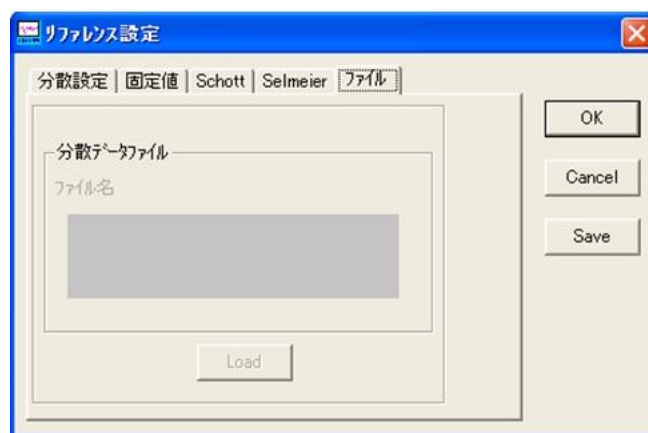 リファレンス設定
分散設定 固定値 Schott Selmeier ファイル
OK
分散データファイル
ファイル名
Cancel
Save
Load